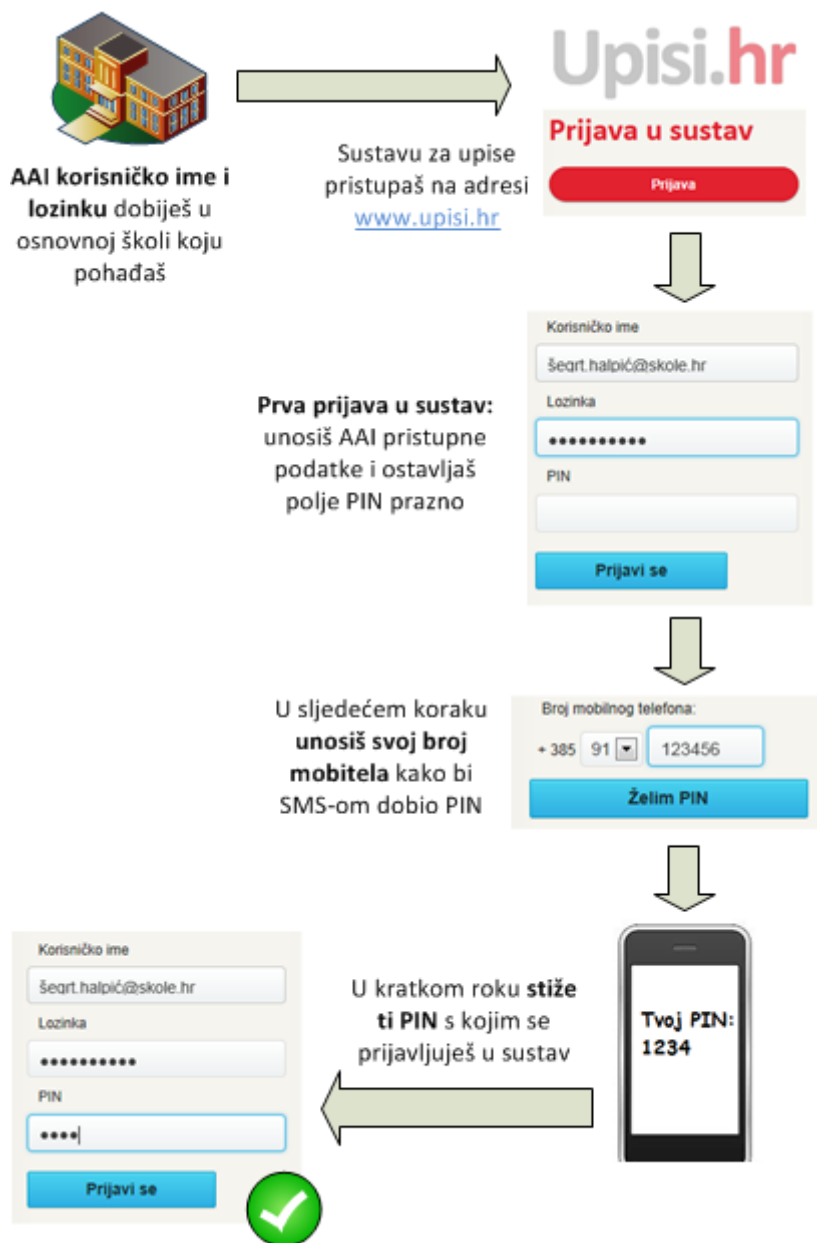 AAI korisničko ime i
lozinku dobiješ u
osnovnoj školi koju
pohađaš
Sustavu za upise
pristupaš na adresi
www.upisi.hr
Upisi.hr
Prijava u sustav
Prijava
Prva prijava u sustav:
unosiš AAI pristupne
podatke i ostavljaš
polje PIN prazno
Korisničko ime
šegrt.halpić@skole.hr
Lozinka
••••••••••
PIN
Prijavi se
U sljedećem koraku
unosiš svoj broj
mobitela kako bi
SMS-om dobio PIN
Broj mobilnog telefona:
+ 385 91 123456
Želim PIN
Tvoj PIN:
1234
U kratkom roku stiže
ti PIN s kojim se
prijavljuješ u sustav
Korisničko ime
šegrt.halpić@skole.hr
Lozinka
••••••••••
PIN
••••
Prijavi se